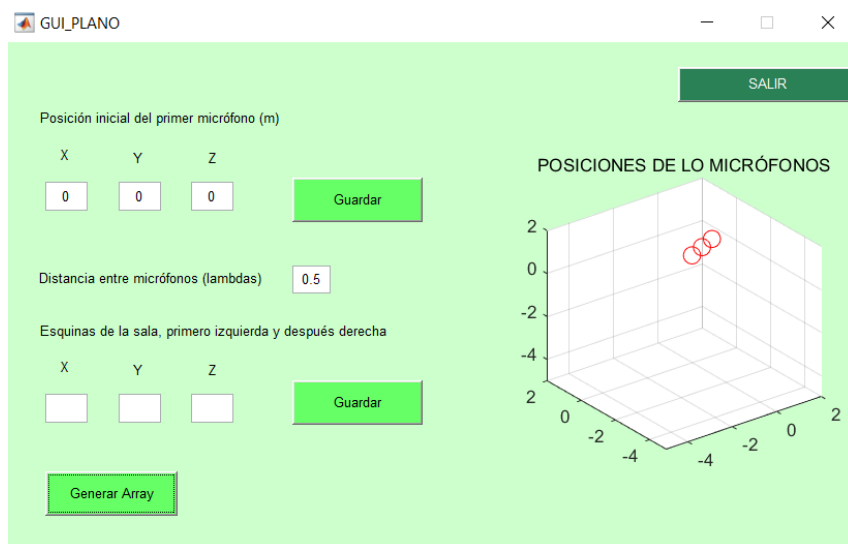 GUI_PLANO
SALIR
Posición inicial del primer micrófono (m)
X Y Z
0 0 0
Guardar
Distancia entre micrófonos (lambdas) 0.5
Esquinas de la sala, primero izquierda y después derecha
X Y Z
Guardar
Generar Array
POSICIONES DE LO MICRÓFONOS
2
0
-2
-4
2
0
-2
-4
-4
-2
0
2